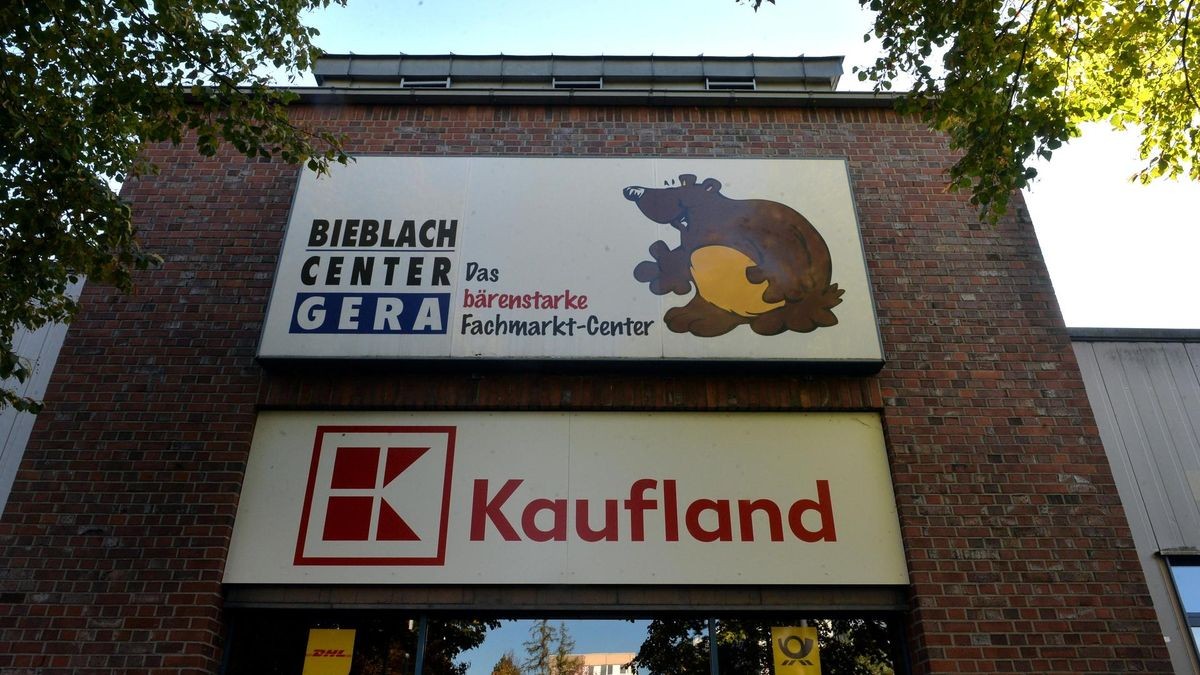 BIEBLACH
CENTER
GERA
Das
bärenstarke
Fachmarkt-Center
Kaufland
DHL